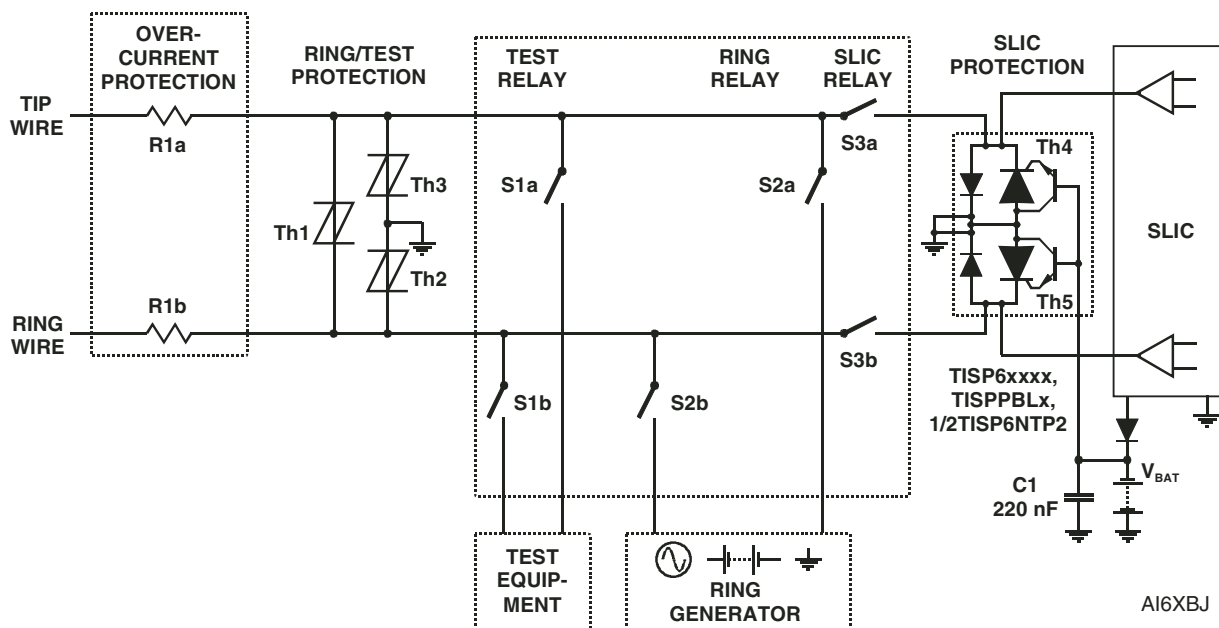 OVER-
CURRENT
PROTECTION
RING/TEST
PROTECTION
TEST
RELAY
RING
RELAY
SLIC
RELAY
SLIC
PROTECTION
TIP
WIRE
R1a
S3a
Th4
Th3
S1a
S2a
Th1
SLIC
Th2
Th5
R1b
RING
WIRE
S3b
S1b
S2b
TISP6xxxx,
TISPPBLx,
1/2TISP6NTP2
C1
220 nF
VBAT
TEST
EQUIP-
MENT
RING
GENERATOR
AI6XBJ